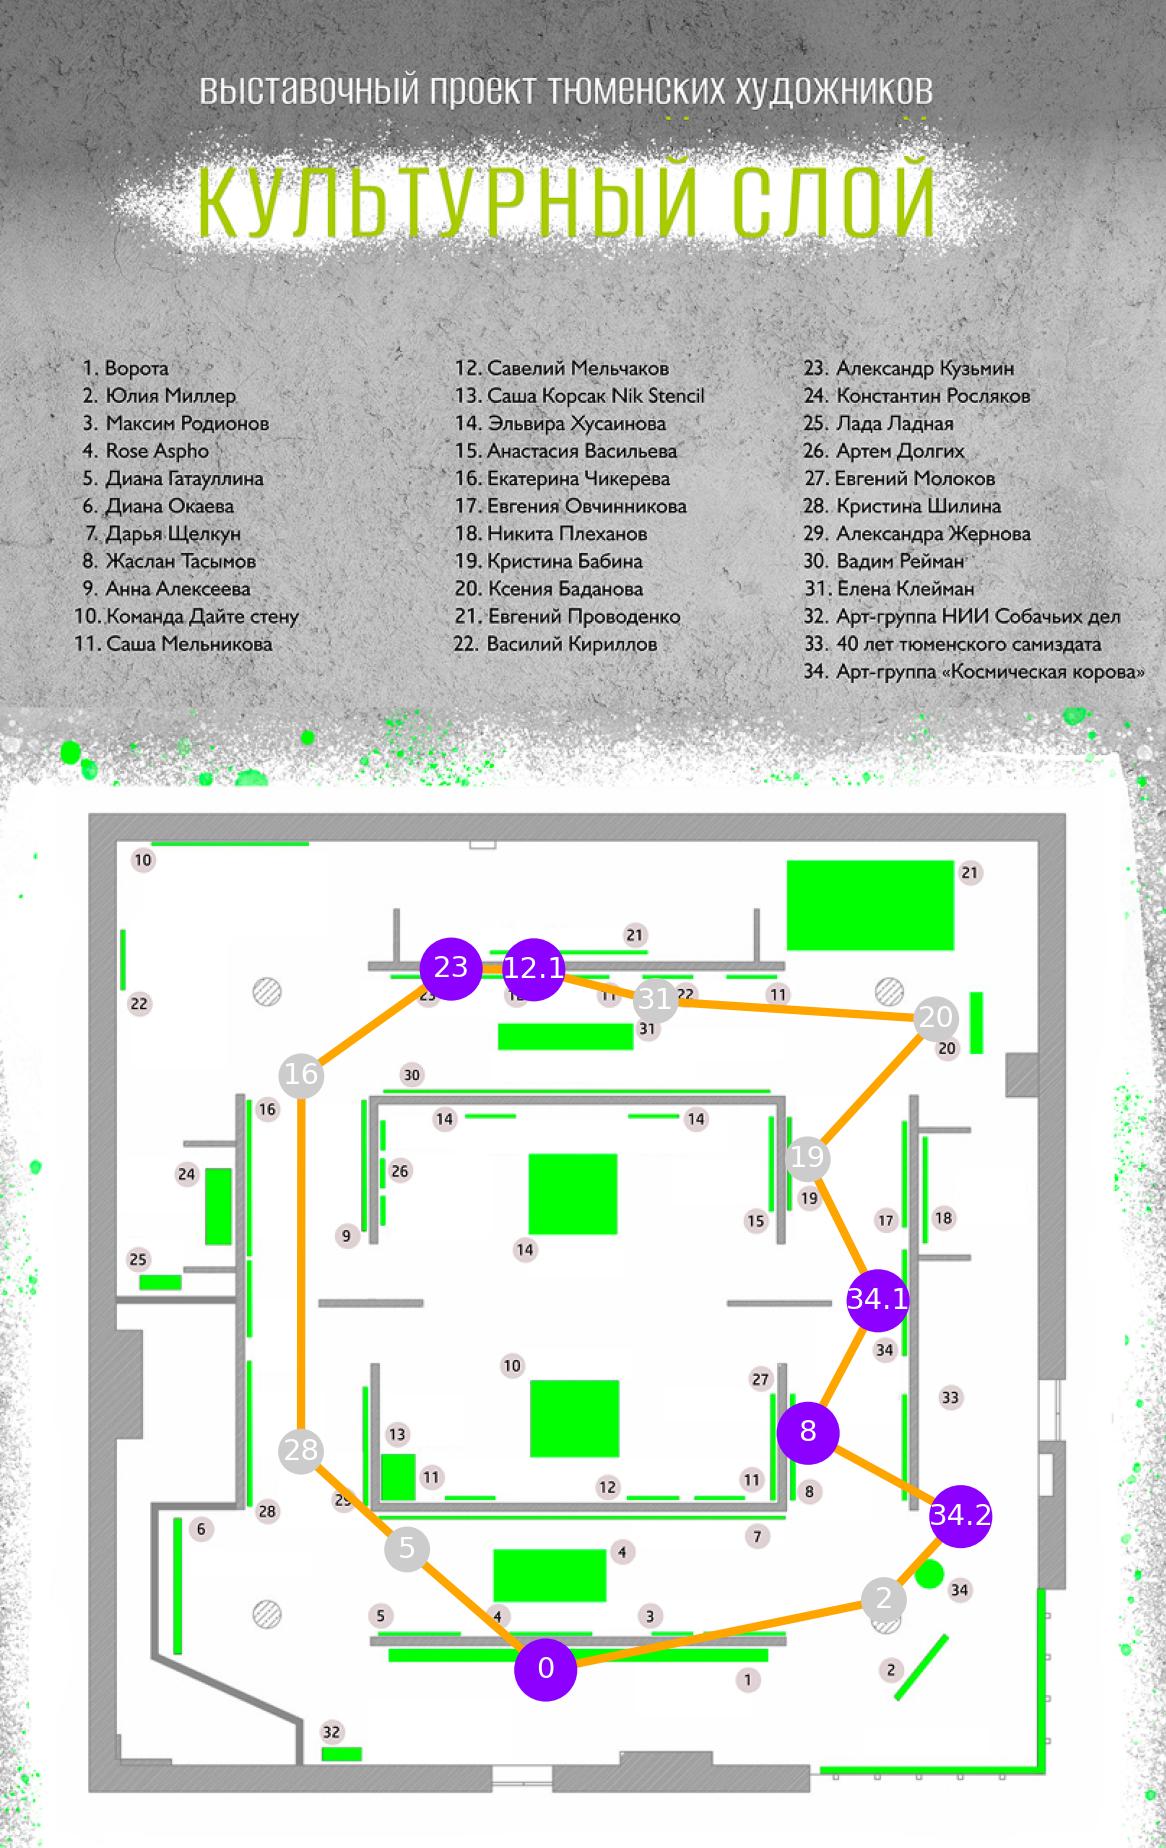 выставочный проект тюменских художников
КУЛЬТУРНЫЙ СЛОЙ
1. Ворота
2. Юлия Миллер
3. Максим Родионов
4. Rose Aspho
5. Диана Гатауллина
6. Диана Окаева
7. Дарья Щелкун
8. Жаслан Тасымов
9. Анна Алексеева
10. Команда Дайте стену
11. Саша Мельникова
12. Савелий Мельчаков
13. Саша Корсак Nik Stencil
14. Эльвира Хусаинова
15. Анастасия Васильева
16. Екатерина Чикерева
17. Евгения Овчинникова
18. Никита Плеханов
19. Кристина Бабина
20. Ксения Баданова
21. Евгений Проводенко
22. Василий Кириллов
23. Александр Кузьмин
24. Константин Росляков
25. Лада Ладная
26. Артем Долгих
27. Евгений Молоков
28. Кристина Шилина
29. Александра Жернова
30. Вадим Рейман
31. Елена Клейман
32. Арт-группа НИИ Собачьих дел
33. 40 лет тюменского самиздата
34. Арт-группа «Космическая корова»
10
21
21
23
12.1
22
11
22
11
31
20
31
20
16
30
16
14
14
24
26
19
19
9
15
17
18
25
14
34.1
34
10
27
33
13
28
11
12
11
8
8
29
28
34.2
6
7
5
4
34
2
5
4
3
0
1
2
32